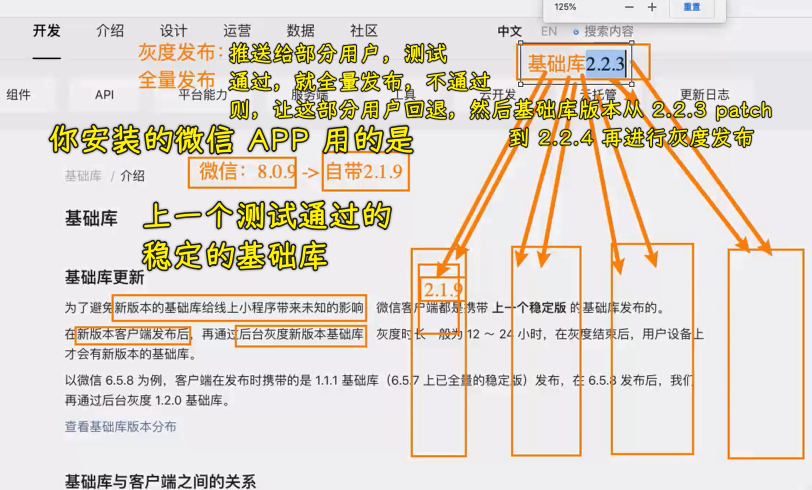 125%
重置
开发 介绍 设计 运营 数据 社区 中文 EN 搜索内容
灰度发布：推送给部分用户，测试
全量发布 通过，就全量发布，不通过
则，让这部分用户回退，然后基础库版本从 2.2.3 patch
到 2.2.4 再进行灰度发布
基础库2.2.3
组件 API 平台能力 服务端 工具 云开发 云托管 更新日志
你安装的微信 APP 用的是
基础库 / 介绍
微信：8.0.9 -> 自带2.1.9
基础库
上一个测试通过的
稳定的基础库
基础库更新
2.1.9
为了避免新版本的基础库给线上小程序带来未知的影响 微信客户端都是携带 上一个稳定版 的基础库发布的。
在新版本客户端发布后，再通过后台灰度新版本基础库 灰度时长一般为 12 ～ 24 小时，在灰度结束后，用户设备上
才会有新版本的基础库。
以微信 6.5.8 为例，客户端在发布时携带的是 1.1.1 基础库（6.5.7 上已全量的稳定版）发布，在 6.5.8 发布后，我们
再通过后台灰度 1.2.0 基础库。
查看基础库版本分布
基础库与客户端之间的关系